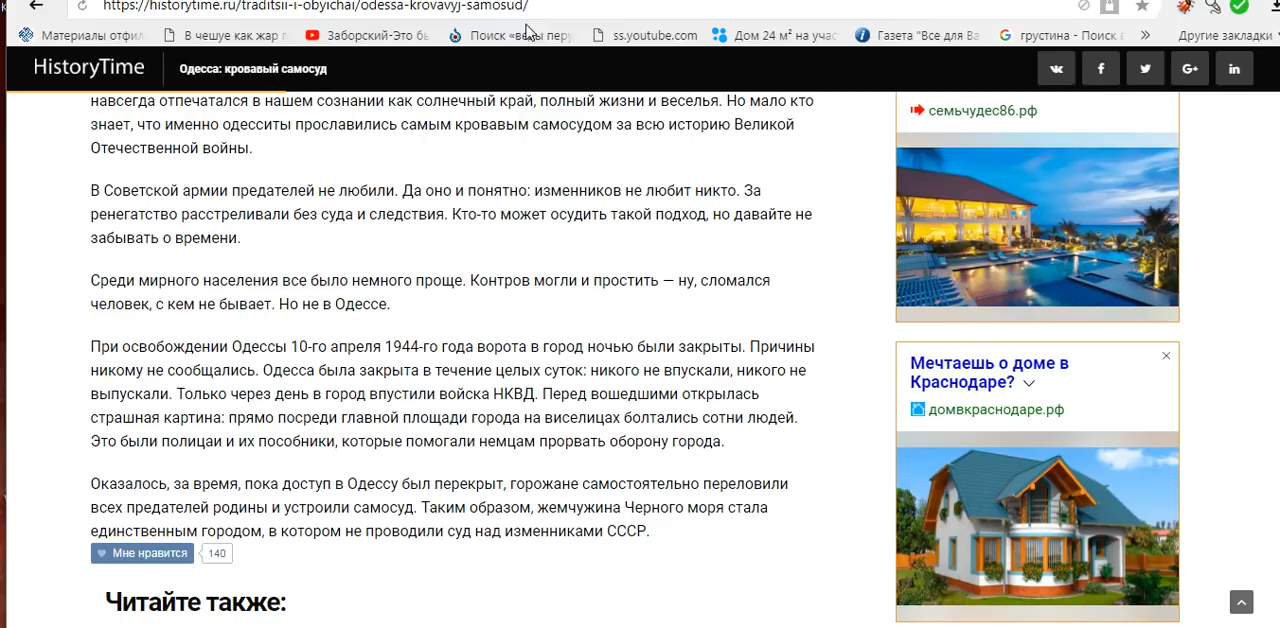 https://historytime.ru/traditsii-i-obyichai/odessa-krovavyj-samosud/
Материалы отфил
В чешуе как жар г
Заборский-Это бь
Поиск «весы перу
ss.youtube.com
Дом 24 м² на учас
Газета "Все для Ва
грустина - Поиск в
Другие закладки
HistoryTime
Одесса: кровавый самосуд
навсегда отпечатался в нашем сознании как солнечный край, полный жизни и веселья. Но мало кто
знает, что именно одесситы прославились самым кровавым самосудом за всю историю Великой
Отечественной войны.
В Советской армии предателей не любили. Да оно и понятно: изменников не любит никто. За
ренегатство расстреливали без суда и следствия. Кто-то может осудить такой подход, но давайте не
забывать о времени.
Среди мирного населения все было немного проще. Контров могли и простить — ну, сломался
человек, с кем не бывает. Но не в Одессе.
При освобождении Одессы 10-го апреля 1944-го года ворота в город ночью были закрыты. Причины
никому не сообщались. Одесса была закрыта в течение целых суток: никого не впускали, никого не
выпускали. Только через день в город впустили войска НКВД. Перед вошедшими открылась
страшная картина: прямо посреди главной площади города на виселицах болтались сотни людей.
Это были полицаи и их пособники, которые помогали немцам прорвать оборону города.
Оказалось, за время, пока доступ в Одессу был перекрыт, горожане самостоятельно переловили
всех предателей родины и устроили самосуд. Таким образом, жемчужина Черного моря стала
единственным городом, в котором не проводили суд над изменниками СССР.
Мне нравится 140
Читайте также:
семьчудес86.рф
Мечтаешь о доме в
Краснодаре?
домвкраснодаре.рф